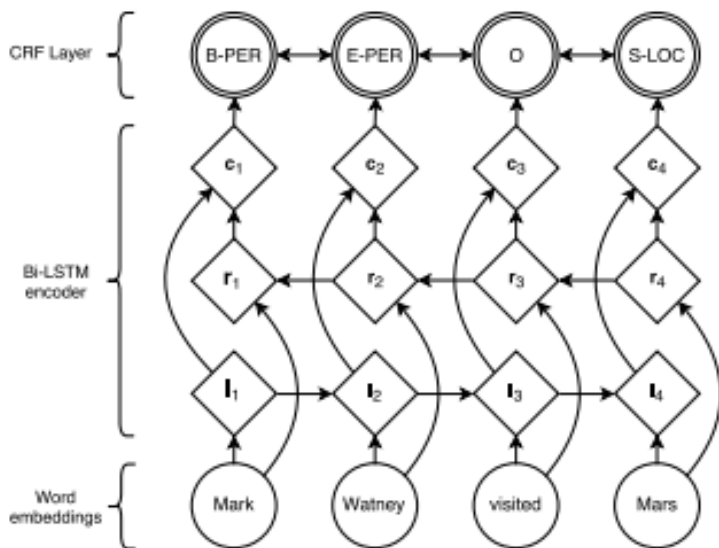 CRF Layer
B-PER E-PER O S-LOC
c1 c2 c3 c4
Bi-LSTM
encoder
r1 r2 r3 r4
l1 l2 l3 l4
Word
embeddings
Mark Watney visited Mars